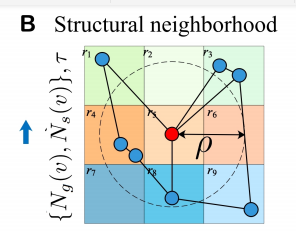 B Structural neighborhood
{N_g(v), N_s(v)}, τ
r1 r2 r3
r4 r5 r6
ρ
r7 r8 r9